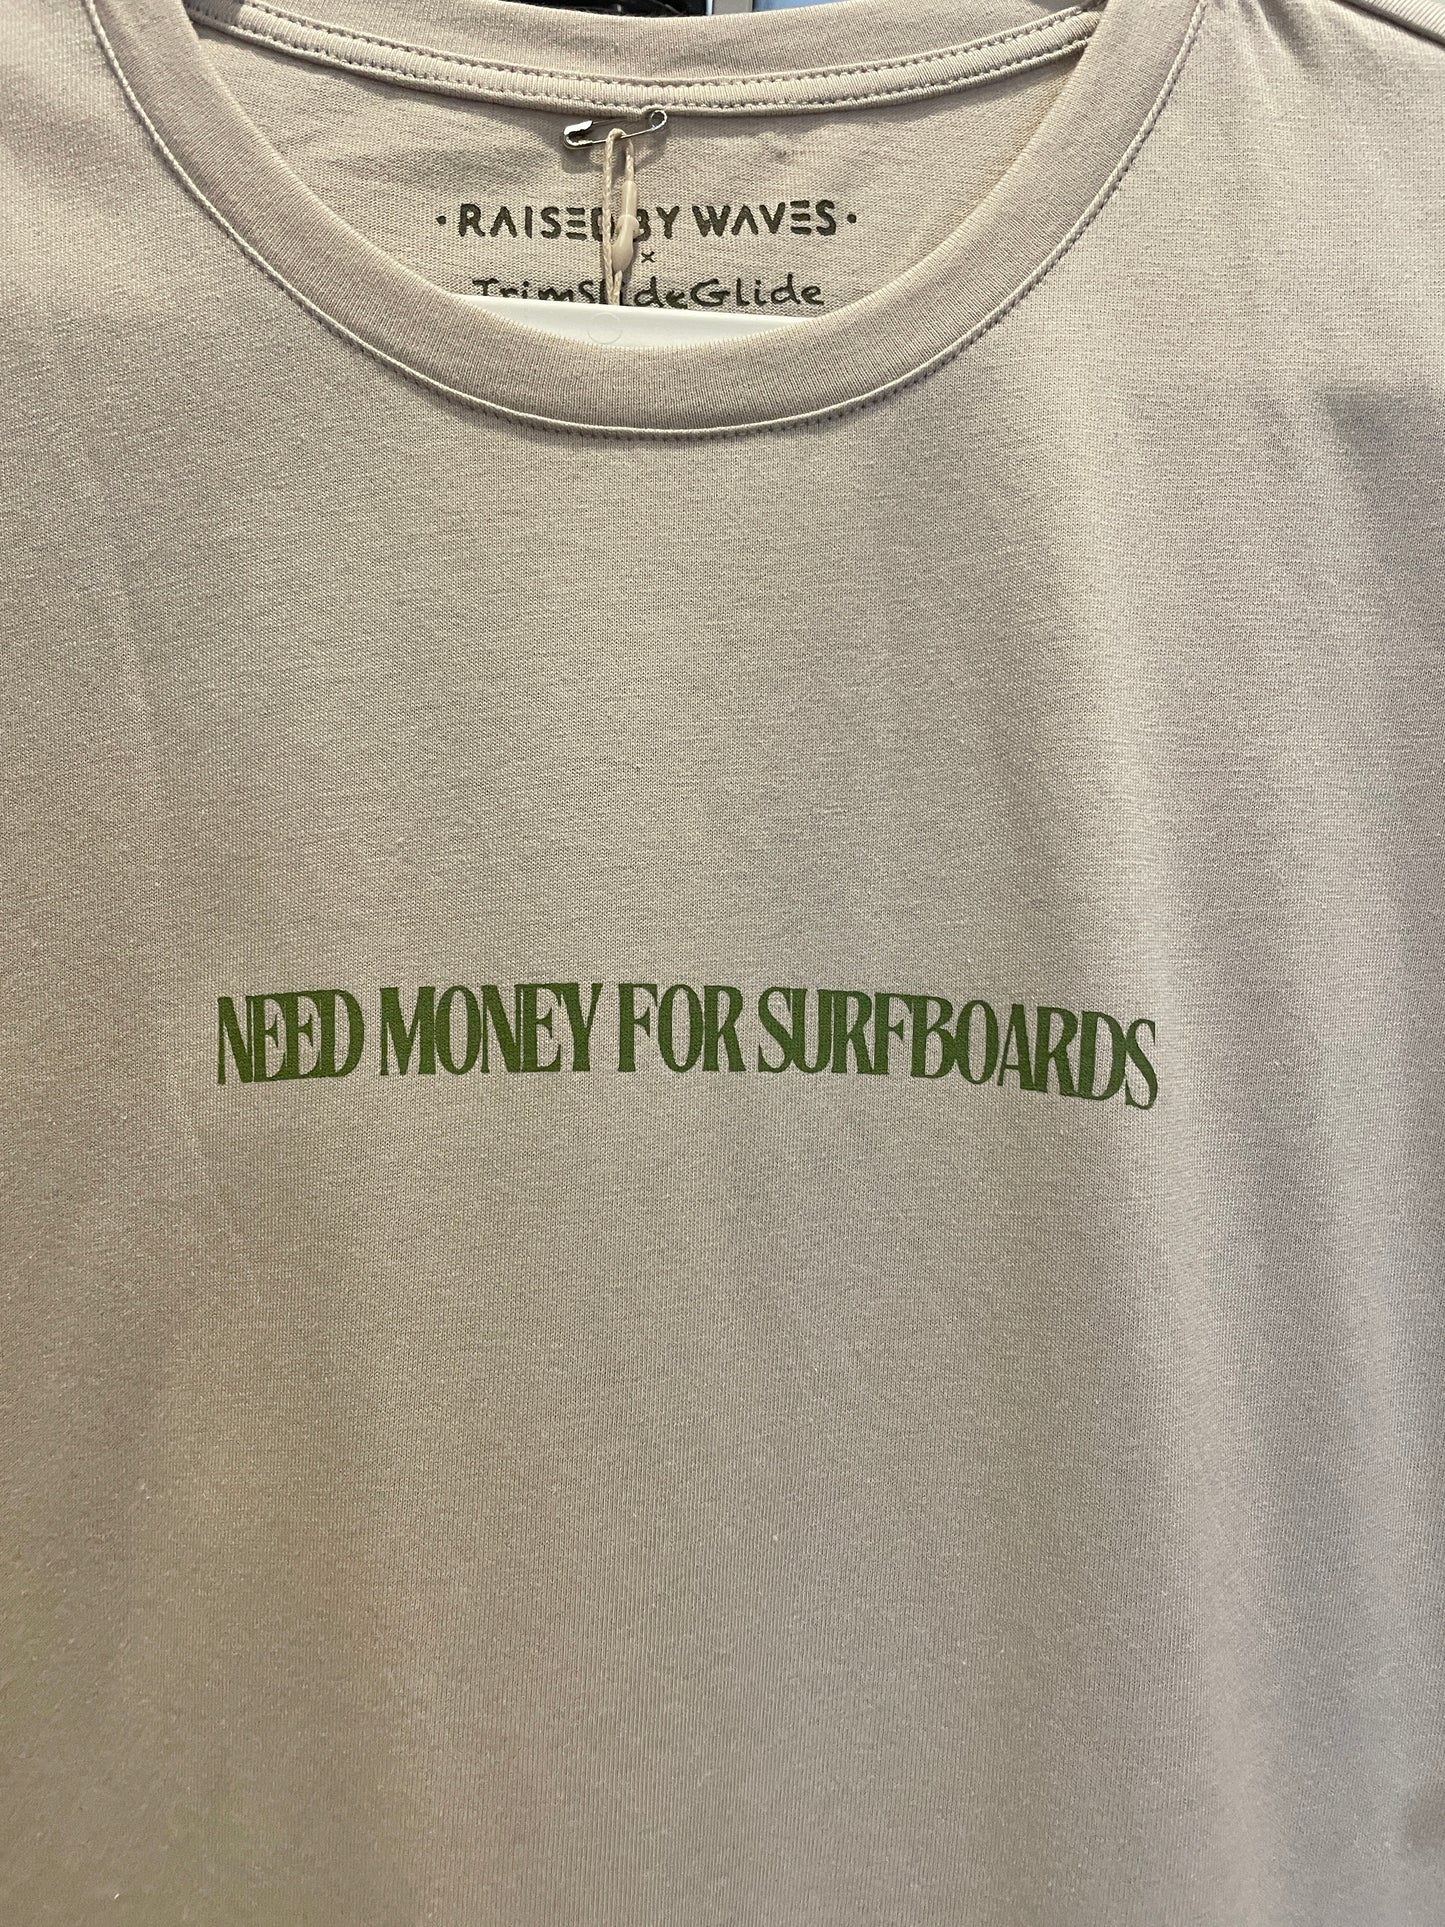 · RAISED BY WAVES ·
×
TrimSlideGlide
NEED MONEY FOR SURFBOARDS